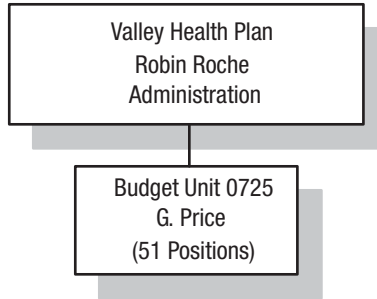 Valley Health Plan
Robin Roche
Administration
Budget Unit 0725
G. Price
(51 Positions)